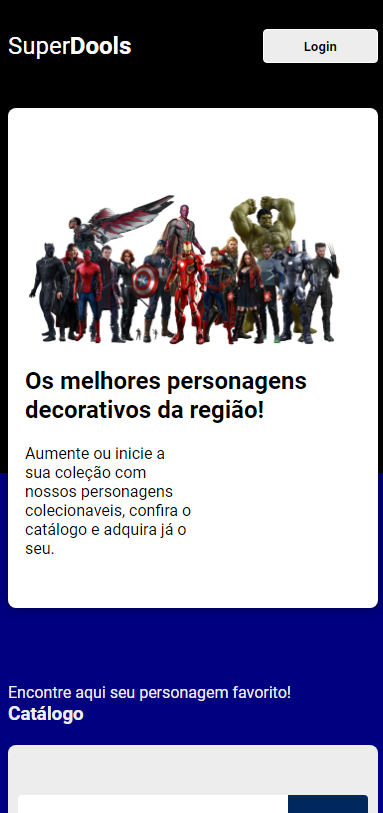 SuperDools
Login
Os melhores personagens
decorativos da região!
Aumente ou inicie a
sua coleção com
nossos personagens
colecionaveis, confira o
catálogo e adquira já o
seu.
Encontre aqui seu personagem favorito!
Catálogo